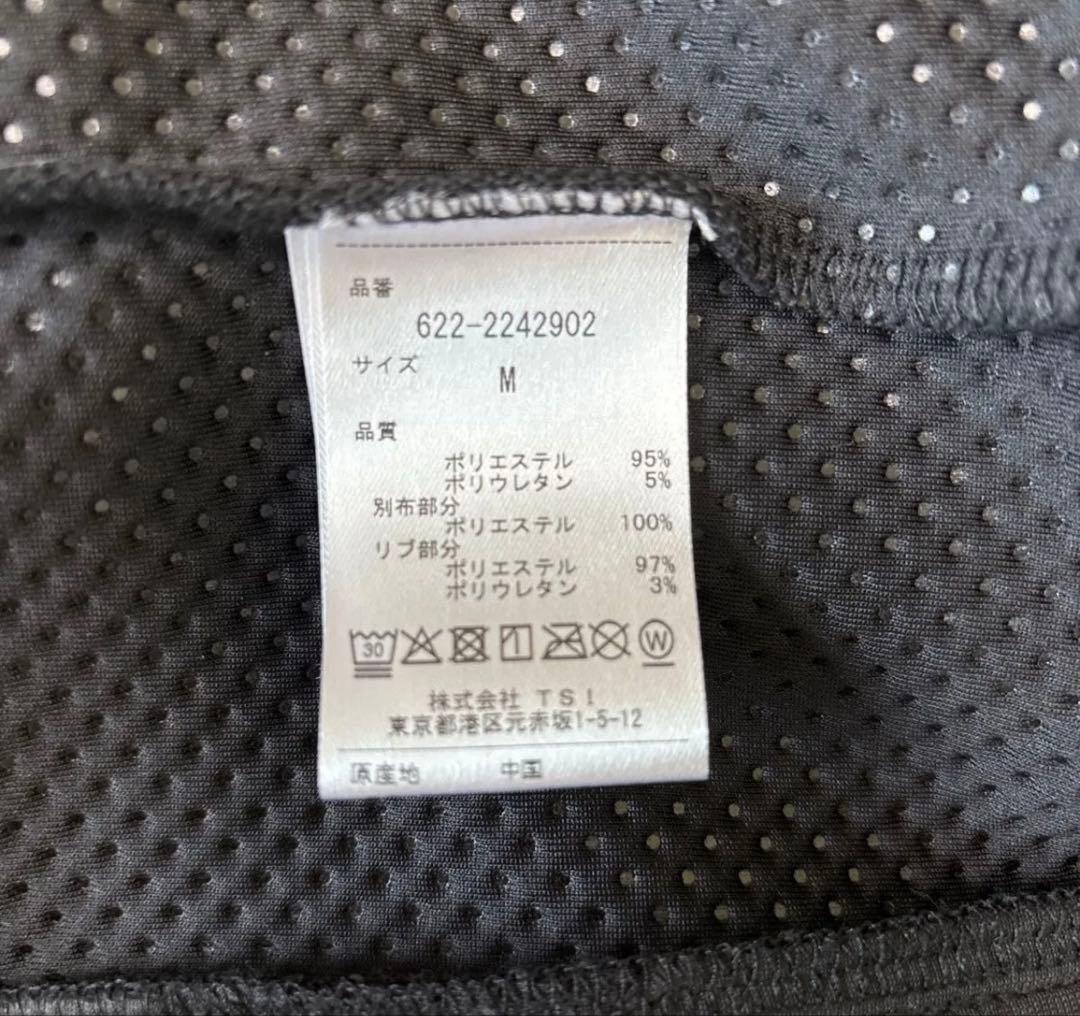 品番
622-2242902
サイズ
M
品質
ポリエステル 95%
ポリウレタン 5%
別布部分
ポリエステル 100%
リブ部分
ポリエステル 97%
ポリウレタン 3%
30 W
株式会社 TSI
東京都港区元赤坂1-5-12
原産地 中国